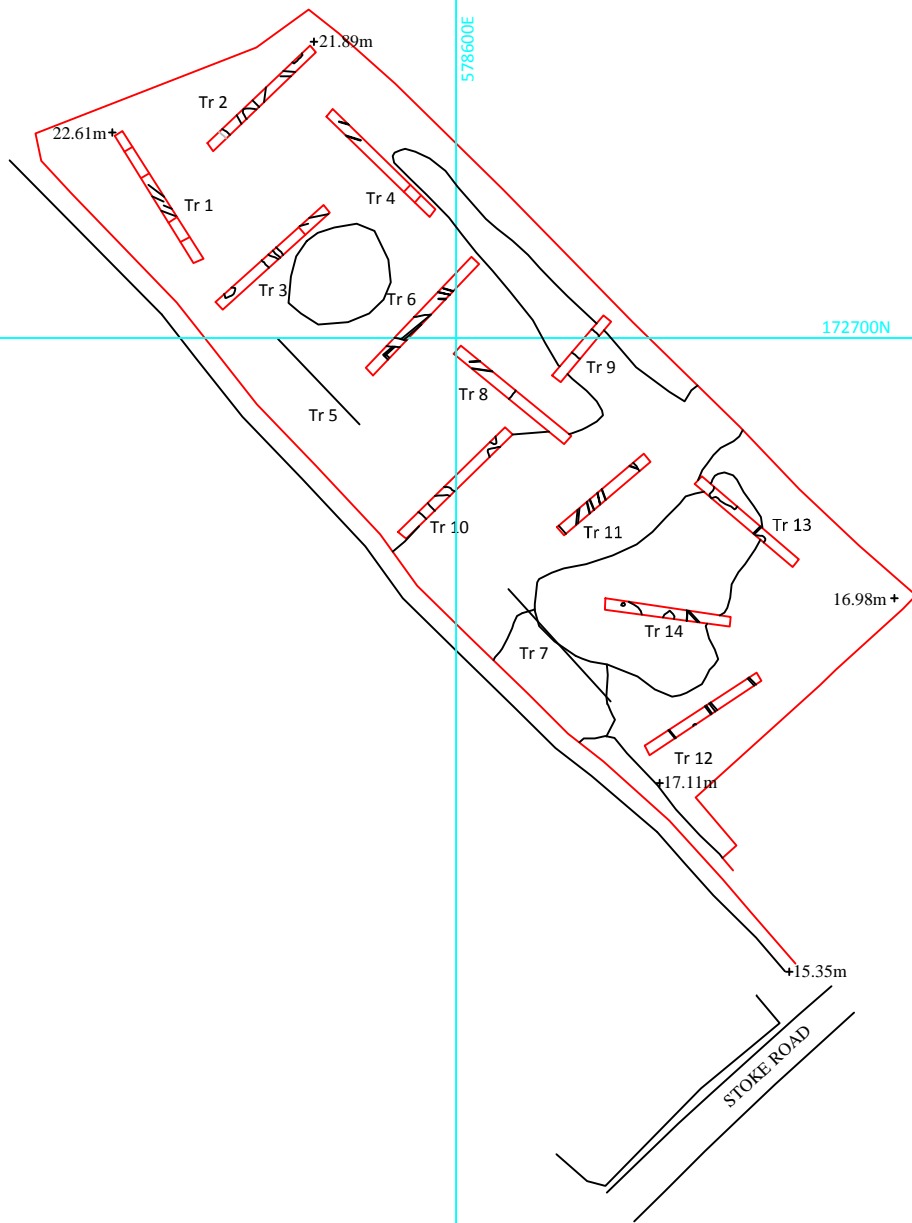 578600E
+21.89m
Tr 2
22.61m+
Tr 4
Tr 1
Tr 3
Tr 6
172700N
Tr 9
Tr 8
Tr 5
Tr 10
Tr 11
Tr 13
16.98m +
Tr 14
Tr 7
Tr 12
+17.11m
+15.35m
STOKE ROAD